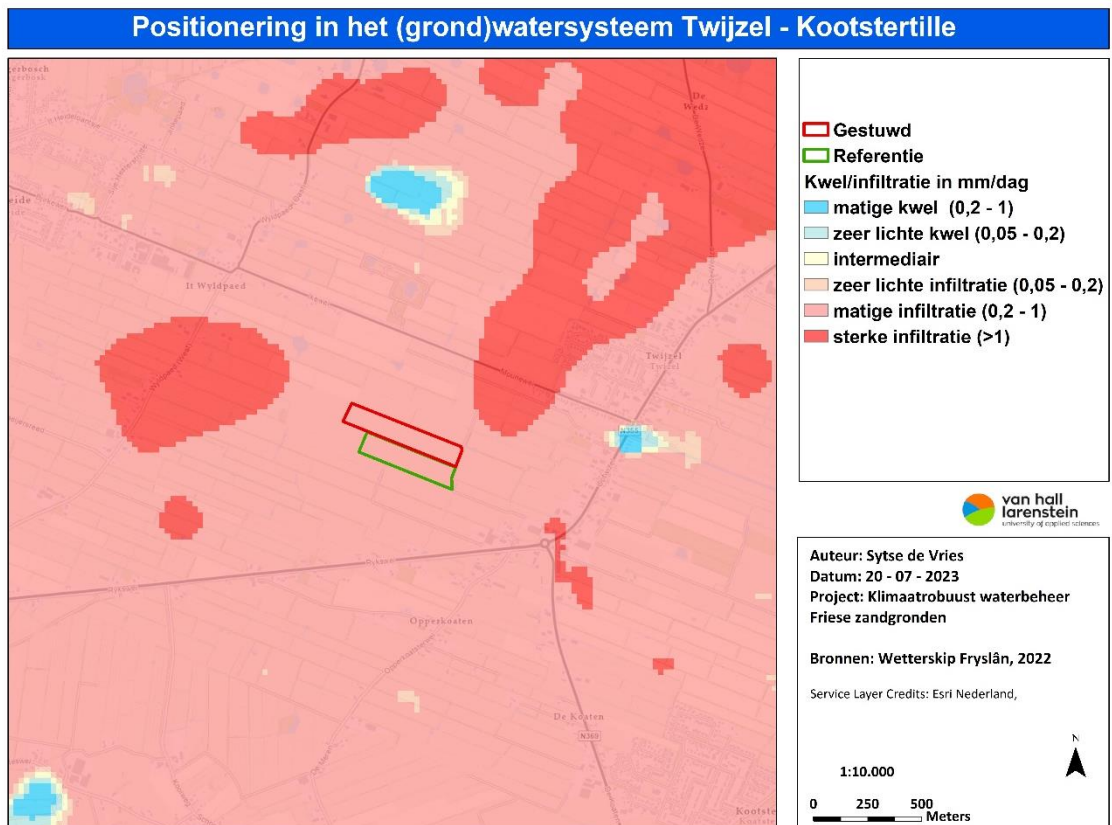 Positionering in het (grond)watersysteem Twijzel - Kootstertille
De
It Wyldpaed
Twijzel
Twizel
N369
Opperkoaten
De Koaten
N369
Gestuwd
Referentie
Kwel/infiltratie in mm/dag
matige kwel (0,2 - 1)
zeer lichte kwel (0,05 - 0,2)
intermediair
zeer lichte infiltratie (0,05 - 0,2)
matige infiltratie (0,2 - 1)
sterke infiltratie (>1)
van hall
larenstein
university of applied sciences
Auteur: Sytse de Vries
Datum: 20 - 07 - 2023
Project: Klimaatrobuust waterbeheer
Friese zandgronden
Bronnen: Wetterskip Fryslân, 2022
Service Layer Credits: Esri Nederland,
N
1:10.000
0 250 500
Meters